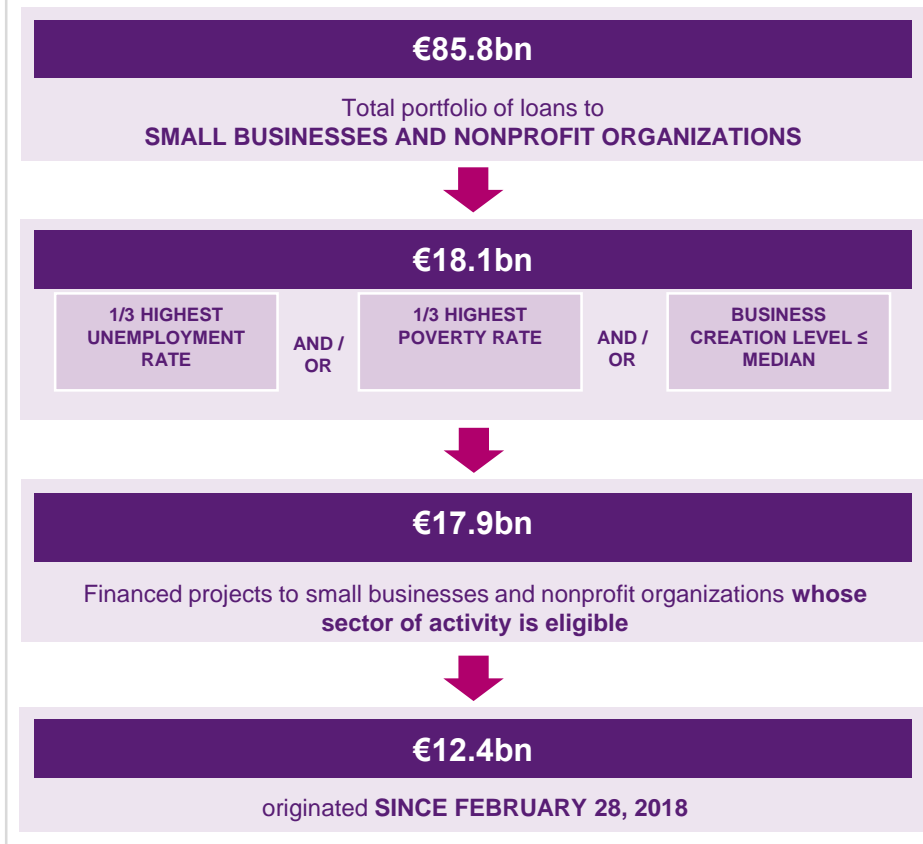 €85.8bn
Total portfolio of loans to
SMALL BUSINESSES AND NONPROFIT ORGANIZATIONS
€18.1bn
1/3 HIGHEST
UNEMPLOYMENT
RATE
AND /
OR
1/3 HIGHEST
POVERTY RATE
AND /
OR
BUSINESS
CREATION LEVEL ≤
MEDIAN
€17.9bn
Financed projects to small businesses and nonprofit organizations whose
sector of activity is eligible
€12.4bn
originated SINCE FEBRUARY 28, 2018